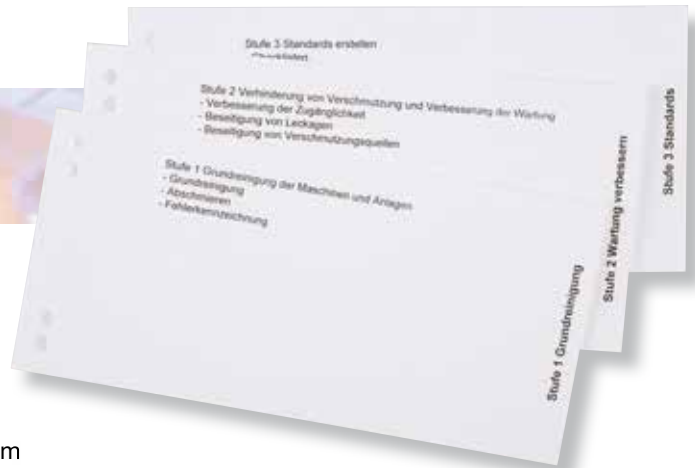 Stufe 3 Standards erstellen
Stufe 2 Verhinderung von Verschmutzung und Verbesserung der Wartung
- Verbesserung der Zugänglichkeit
- Beseitigung von Leckagen
- Beseitigung von Verschmutzungsquellen
Stufe 1 Grundreinigung der Maschinen und Anlagen
- Grundreinigung
- Abschmieren
- Fehlerkennzeichnung
Stufe 3 Standards
Stufe 2 Wartung verbessern
Stufe 1 Grundreinigung
m